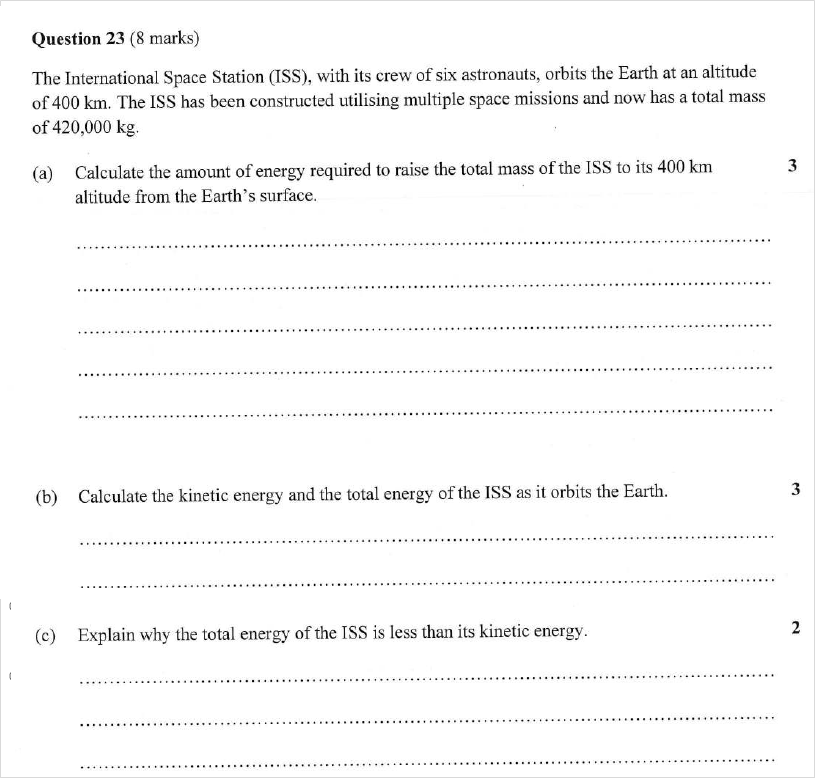 Question 23 (8 marks)
The International Space Station (ISS), with its crew of six astronauts, orbits the Earth at an altitude
of 400 km. The ISS has been constructed utilising multiple space missions and now has a total mass
of 420,000 kg.
(a) Calculate the amount of energy required to raise the total mass of the ISS to its 400 km 3
altitude from the Earth's surface.
(b) Calculate the kinetic energy and the total energy of the ISS as it orbits the Earth. 3
(c) Explain why the total energy of the ISS is less than its kinetic energy. 2